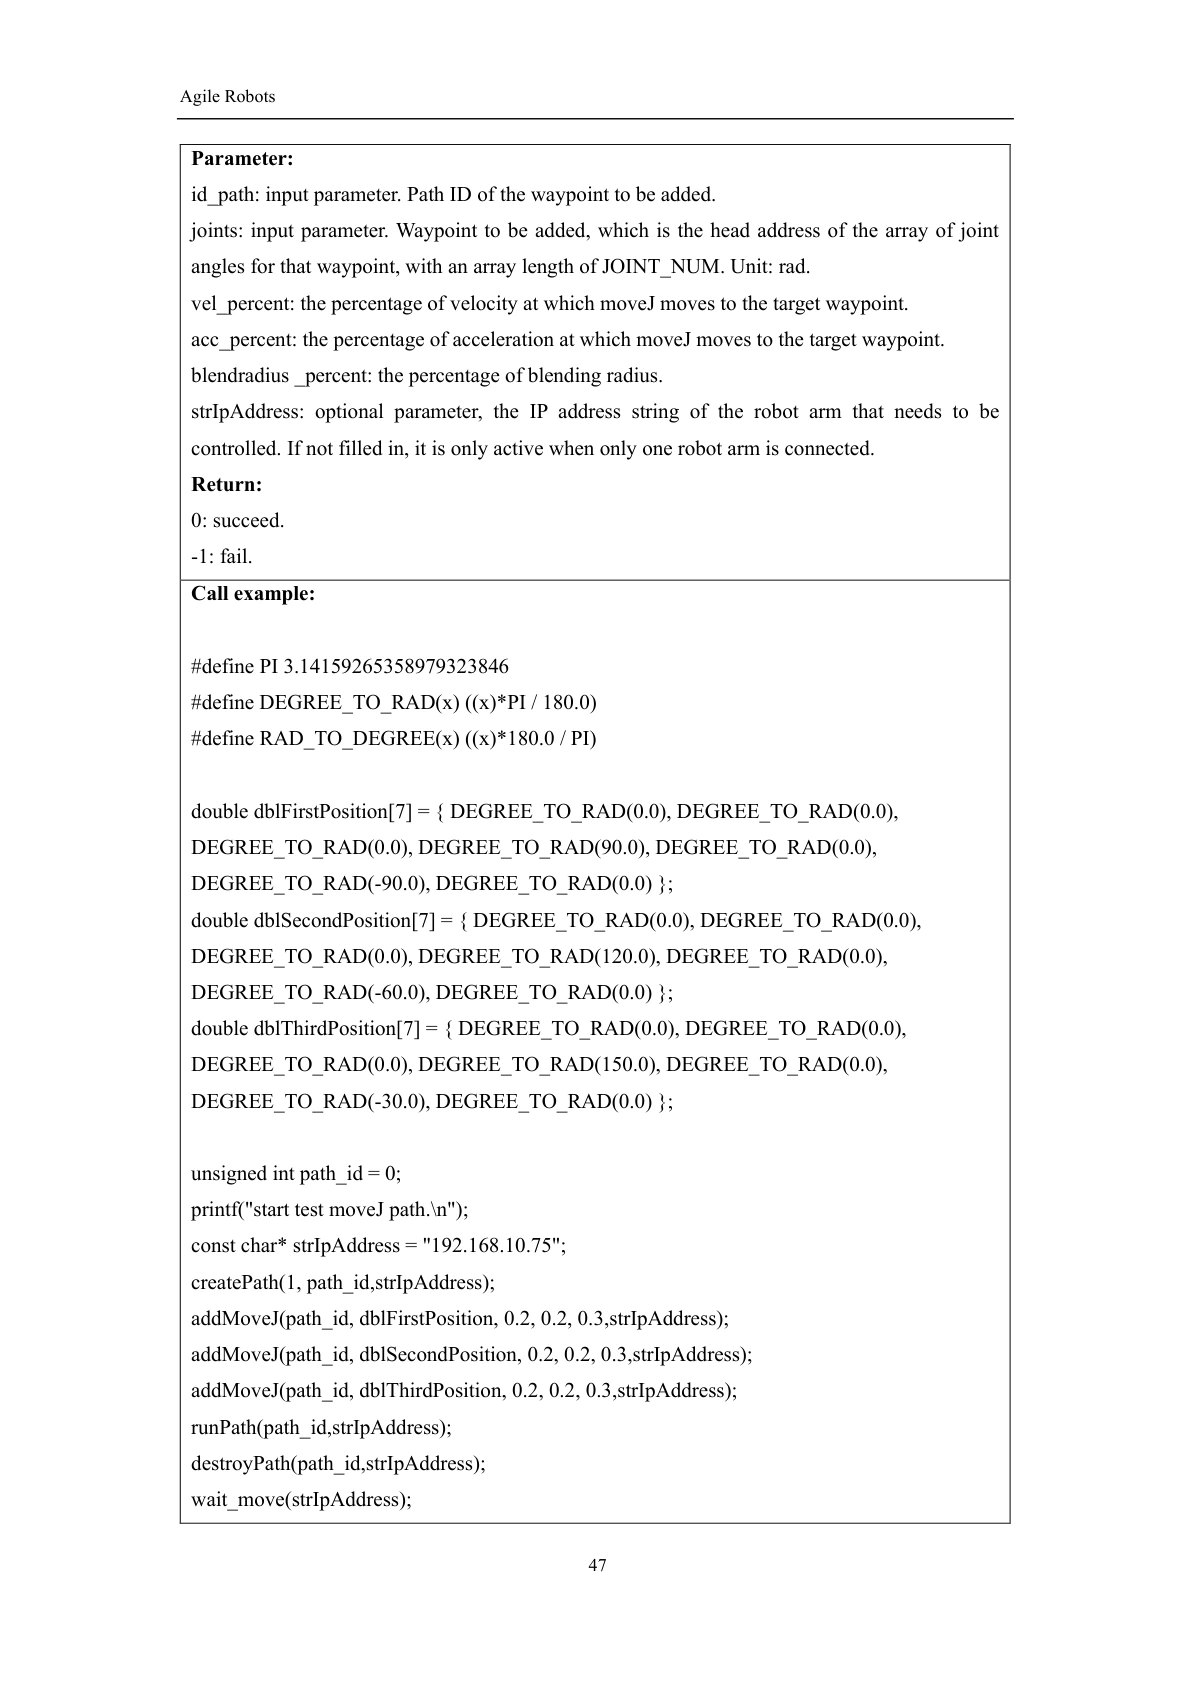 Agile Robots
Parameter:
id_path: input parameter. Path ID of the waypoint to be added.
joints: input parameter. Waypoint to be added, which is the head address of the array of joint
angles for that waypoint, with an array length of JOINT_NUM. Unit: rad.
vel_percent: the percentage of velocity at which moveJ moves to the target waypoint.
acc_percent: the percentage of acceleration at which moveJ moves to the target waypoint.
blendradius _percent: the percentage of blending radius.
strIpAddress: optional parameter, the IP address string of the robot arm that needs to be
controlled. If not filled in, it is only active when only one robot arm is connected.
Return:
0: succeed.
-1: fail.
Call example:
#define PI 3.14159265358979323846
#define DEGREE_TO_RAD(x) ((x)*PI / 180.0)
#define RAD_TO_DEGREE(x) ((x)*180.0 / PI)
double dblFirstPosition[7] = { DEGREE_TO_RAD(0.0), DEGREE_TO_RAD(0.0),
DEGREE_TO_RAD(0.0), DEGREE_TO_RAD(90.0), DEGREE_TO_RAD(0.0),
DEGREE_TO_RAD(-90.0), DEGREE_TO_RAD(0.0) };
double dblSecondPosition[7] = { DEGREE_TO_RAD(0.0), DEGREE_TO_RAD(0.0),
DEGREE_TO_RAD(0.0), DEGREE_TO_RAD(120.0), DEGREE_TO_RAD(0.0),
DEGREE_TO_RAD(-60.0), DEGREE_TO_RAD(0.0) };
double dblThirdPosition[7] = { DEGREE_TO_RAD(0.0), DEGREE_TO_RAD(0.0),
DEGREE_TO_RAD(0.0), DEGREE_TO_RAD(150.0), DEGREE_TO_RAD(0.0),
DEGREE_TO_RAD(-30.0), DEGREE_TO_RAD(0.0) };
unsigned int path_id = 0;
printf("start test moveJ path.\n");
const char* strIpAddress = "192.168.10.75";
createPath(1, path_id,strIpAddress);
addMoveJ(path_id, dblFirstPosition, 0.2, 0.2, 0.3,strIpAddress);
addMoveJ(path_id, dblSecondPosition, 0.2, 0.2, 0.3,strIpAddress);
addMoveJ(path_id, dblThirdPosition, 0.2, 0.2, 0.3,strIpAddress);
runPath(path_id,strIpAddress);
destroyPath(path_id,strIpAddress);
wait_move(strIpAddress);
47